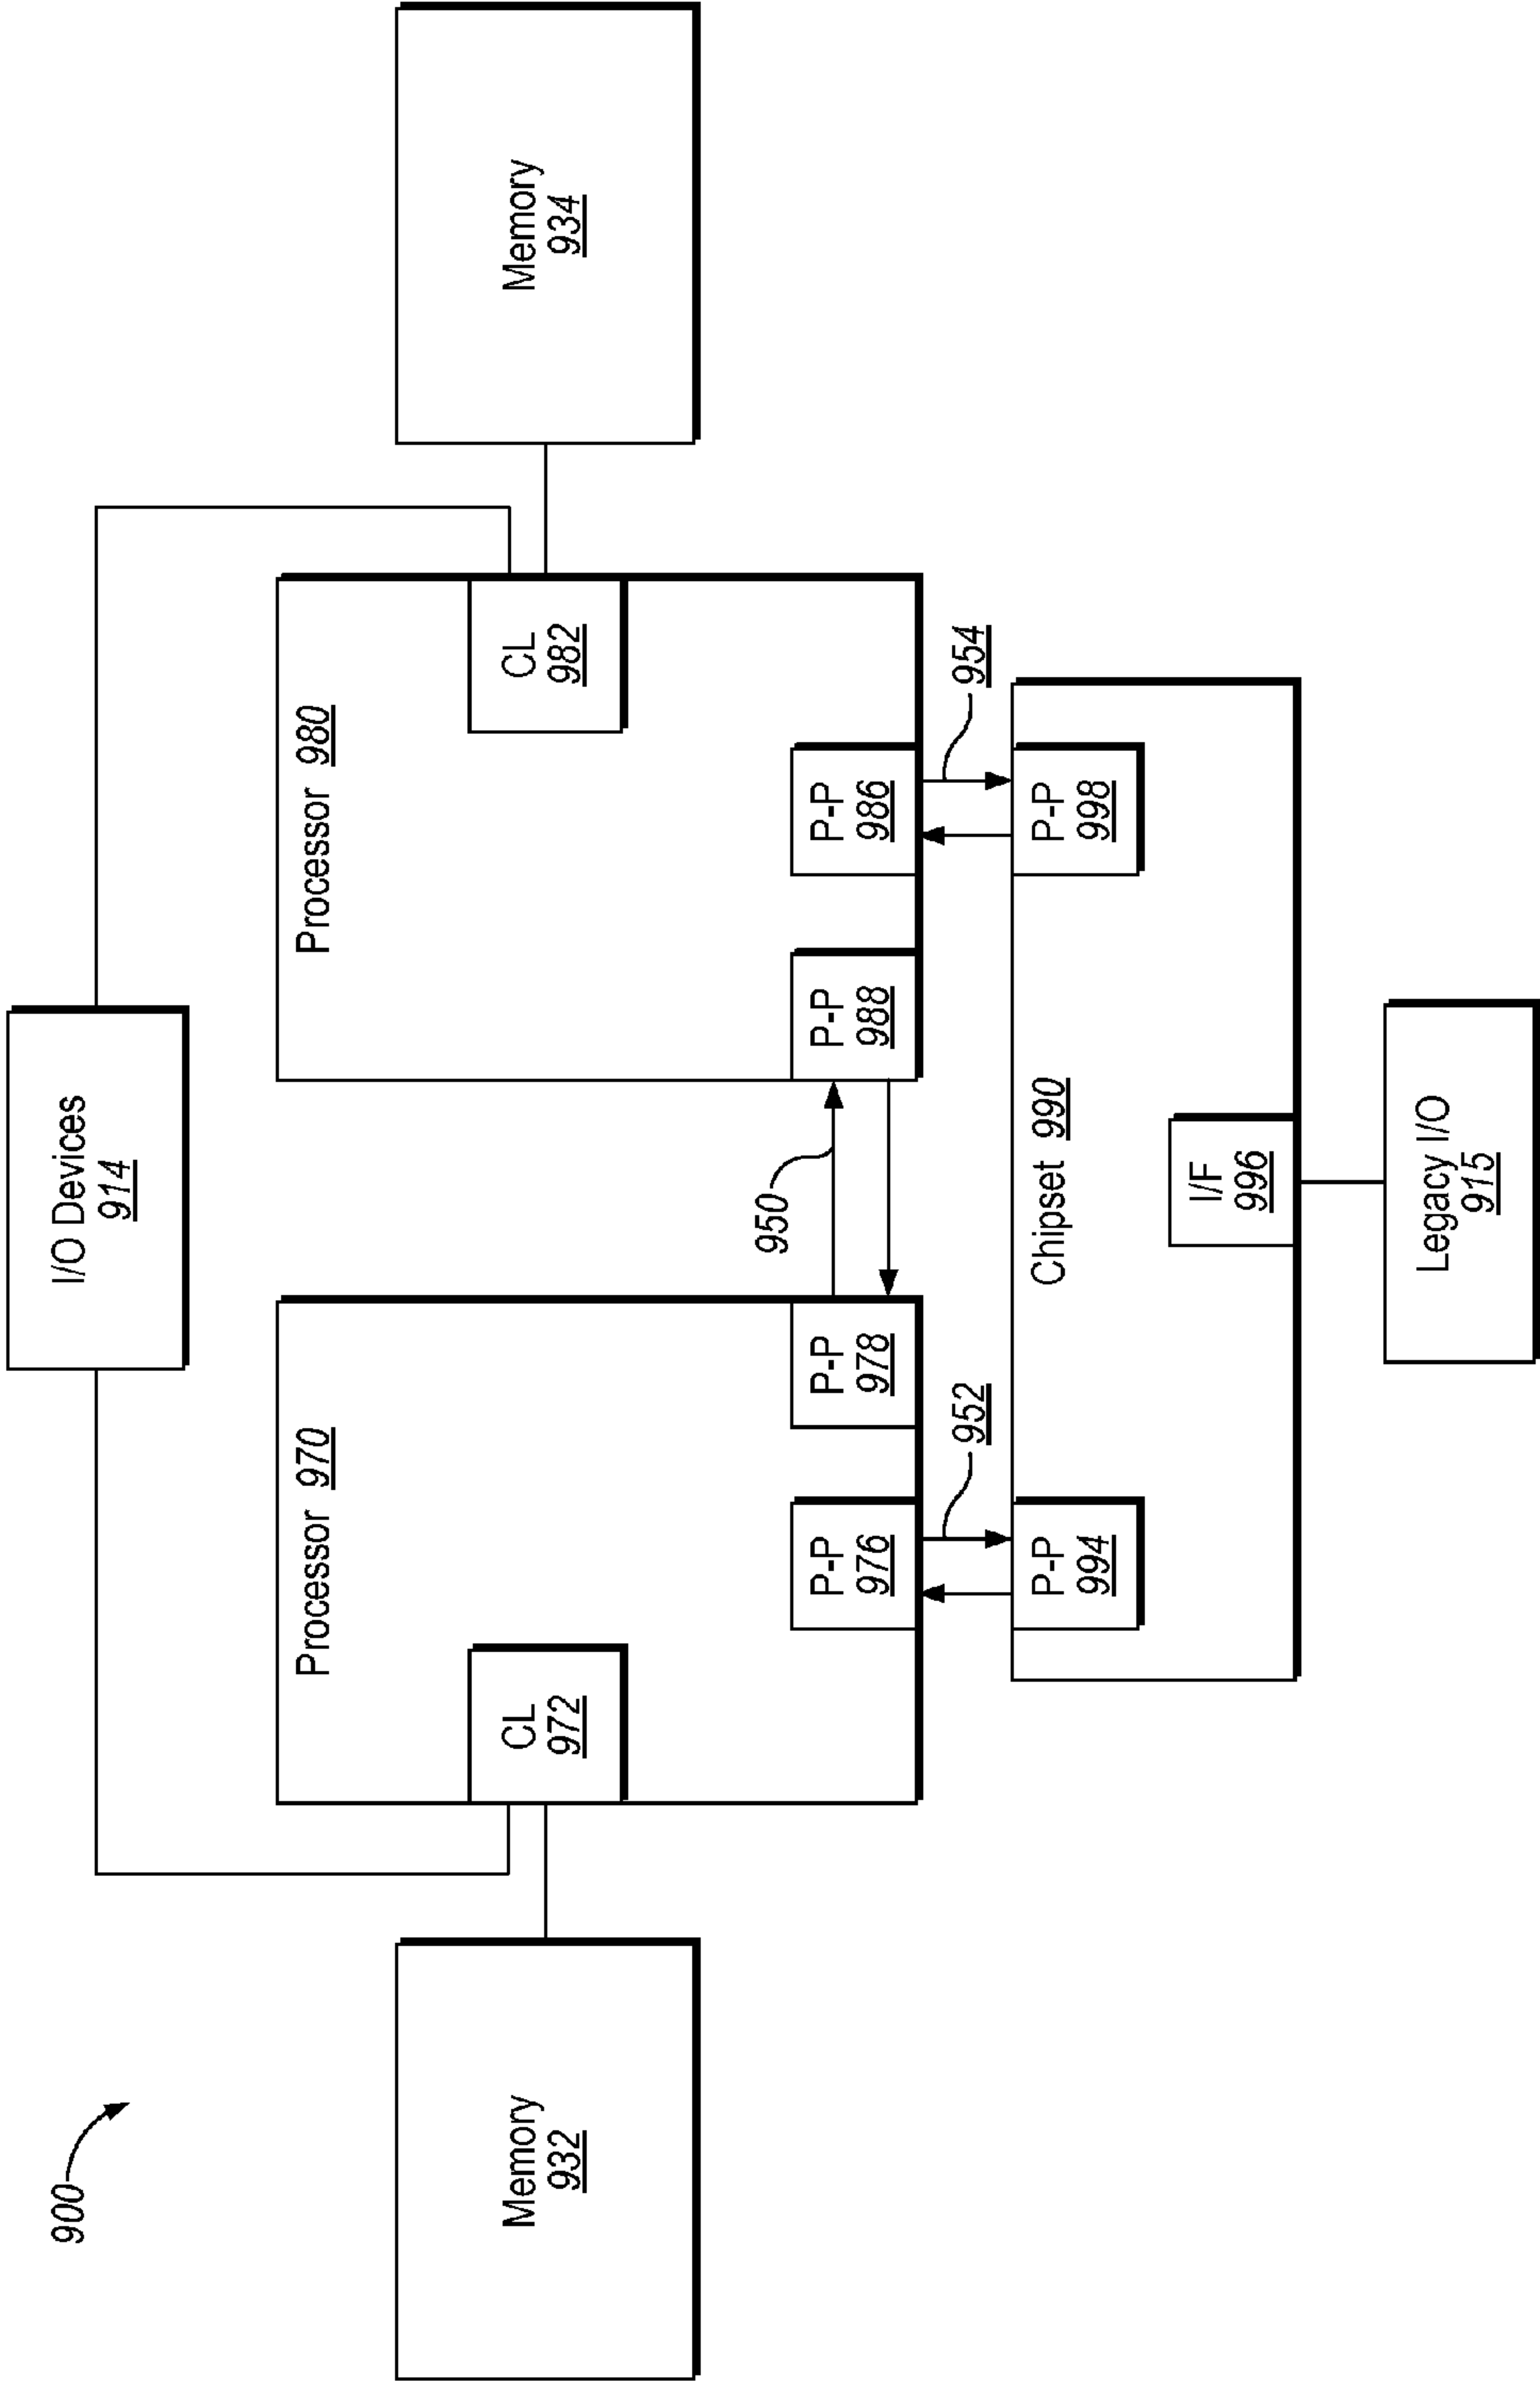 900
I/O Devices
914
Memory
932
CL
972
Processor 970
P-P
976
P-P
978
950
Processor 980
CL
982
P-P
988
P-P
986
Memory
934
952
954
P-P
994
Chipset 990
P-P
998
I/F
996
Legacy I/O
915